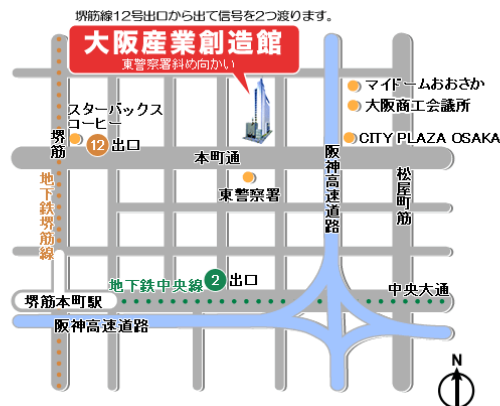 堺筋線12号出口から出て信号を2つ渡ります。
大阪産業創造館
東警察署斜め向かい
マイドームおおさか
大阪商工会議所
CITY PLAZA OSAKA
スターバックス
コーヒー
12 出口
堺筋
本町通
東警察署
阪神高速道路
松屋町筋
地下鉄堺筋線
地下鉄中央線 2 出口
堺筋本町駅
中央大通
阪神高速道路
N